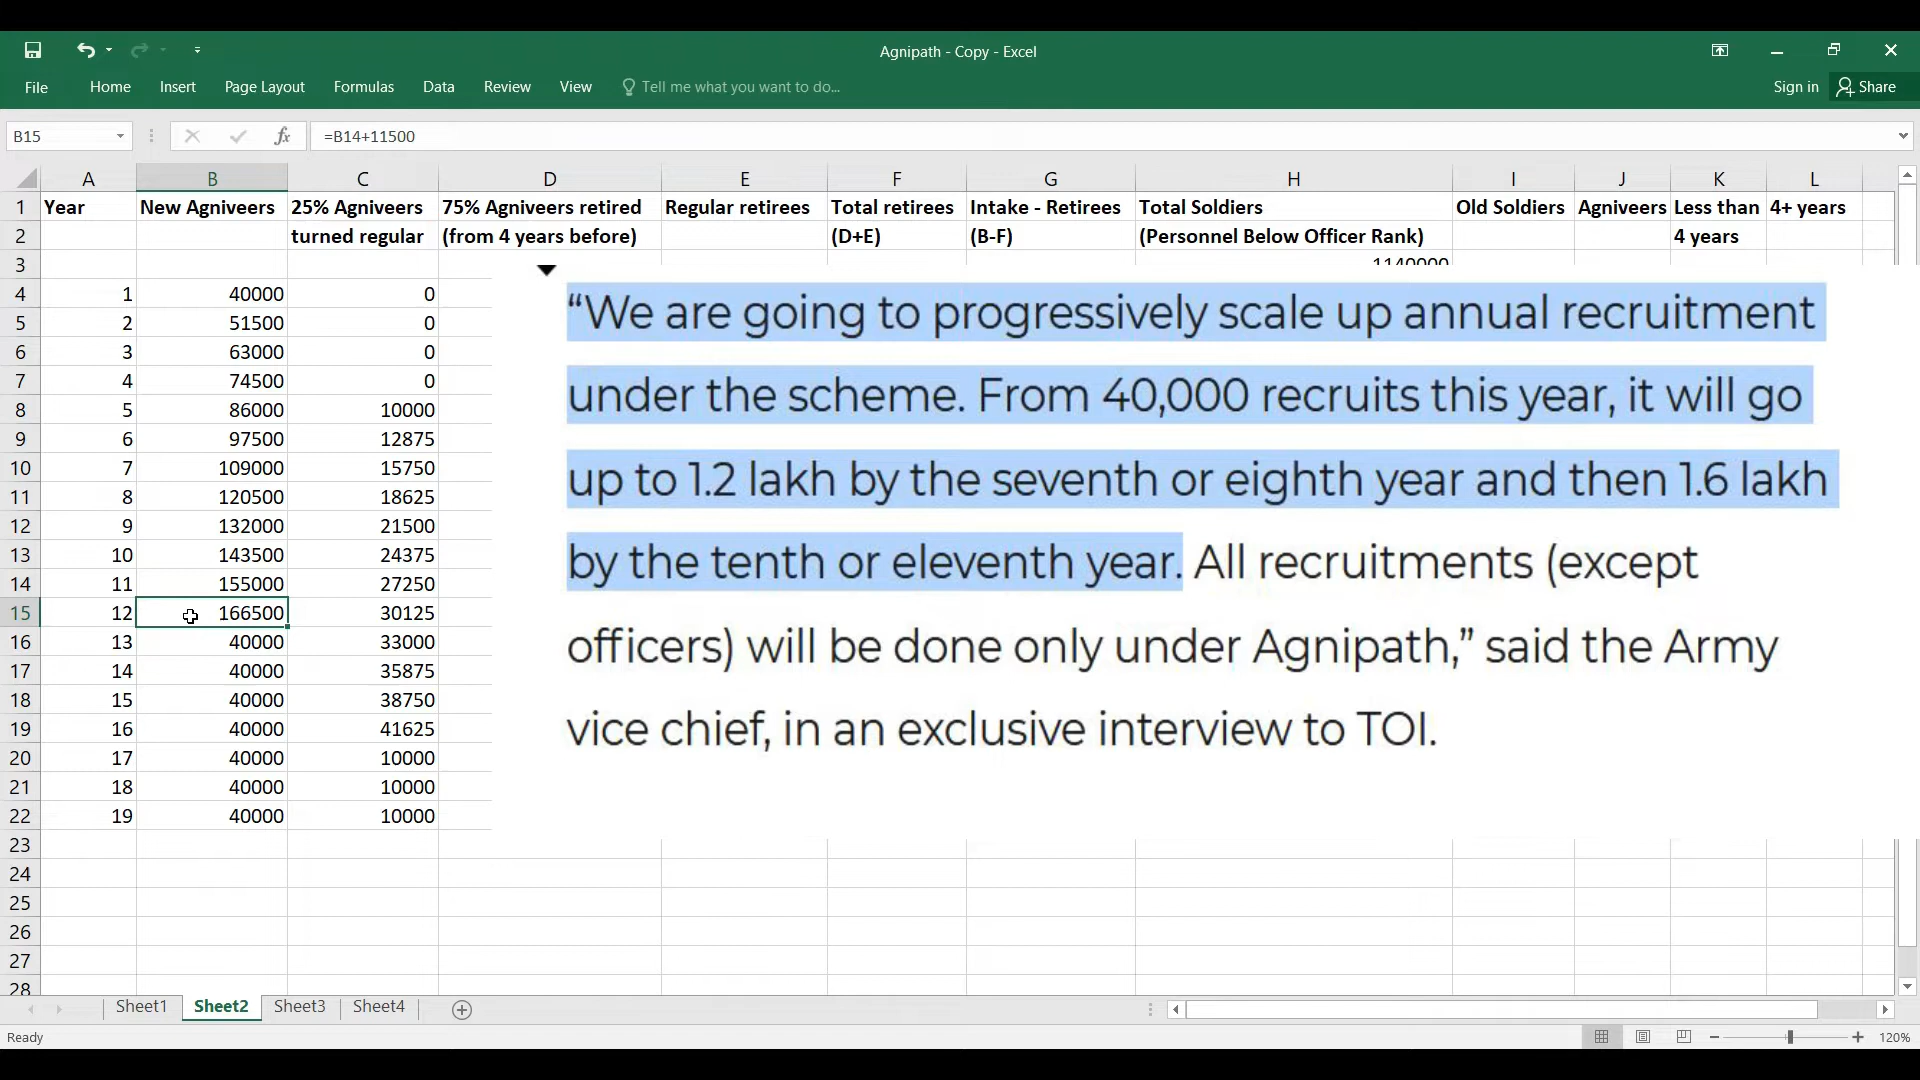 Agnipath - Copy - Excel
File Home Insert Page Layout Formulas Data Review View Tell me what you want to do... Sign in Share
B15 fx =B14+11500
A B C D E F G H I J K L
1 Year New Agniveers 25% Agniveers 75% Agniveers retired Regular retirees Total retirees Intake - Retirees Total Soldiers Old Soldiers Agniveers Less than 4+ years
2 turned regular (from 4 years before) (D+E) (B-F) (Personnel Below Officer Rank) 4 years
3 1140000
4 1 40000 0
5 2 51500 0
6 3 63000 0
7 4 74500 0
8 5 86000 10000
9 6 97500 12875
10 7 109000 15750
11 8 120500 18625
12 9 132000 21500
13 10 143500 24375
14 11 155000 27250
15 12 166500 30125
16 13 40000 33000
17 14 40000 35875
18 15 40000 38750
19 16 40000 41625
20 17 40000 10000
21 18 40000 10000
22 19 40000 10000
23
24
25
26
27
28
“We are going to progressively scale up annual recruitment
under the scheme. From 40,000 recruits this year, it will go
up to 1.2 lakh by the seventh or eighth year and then 1.6 lakh
by the tenth or eleventh year. All recruitments (except
officers) will be done only under Agnipath,” said the Army
vice chief, in an exclusive interview to TOI.
Sheet1 Sheet2 Sheet3 Sheet4
Ready 120%